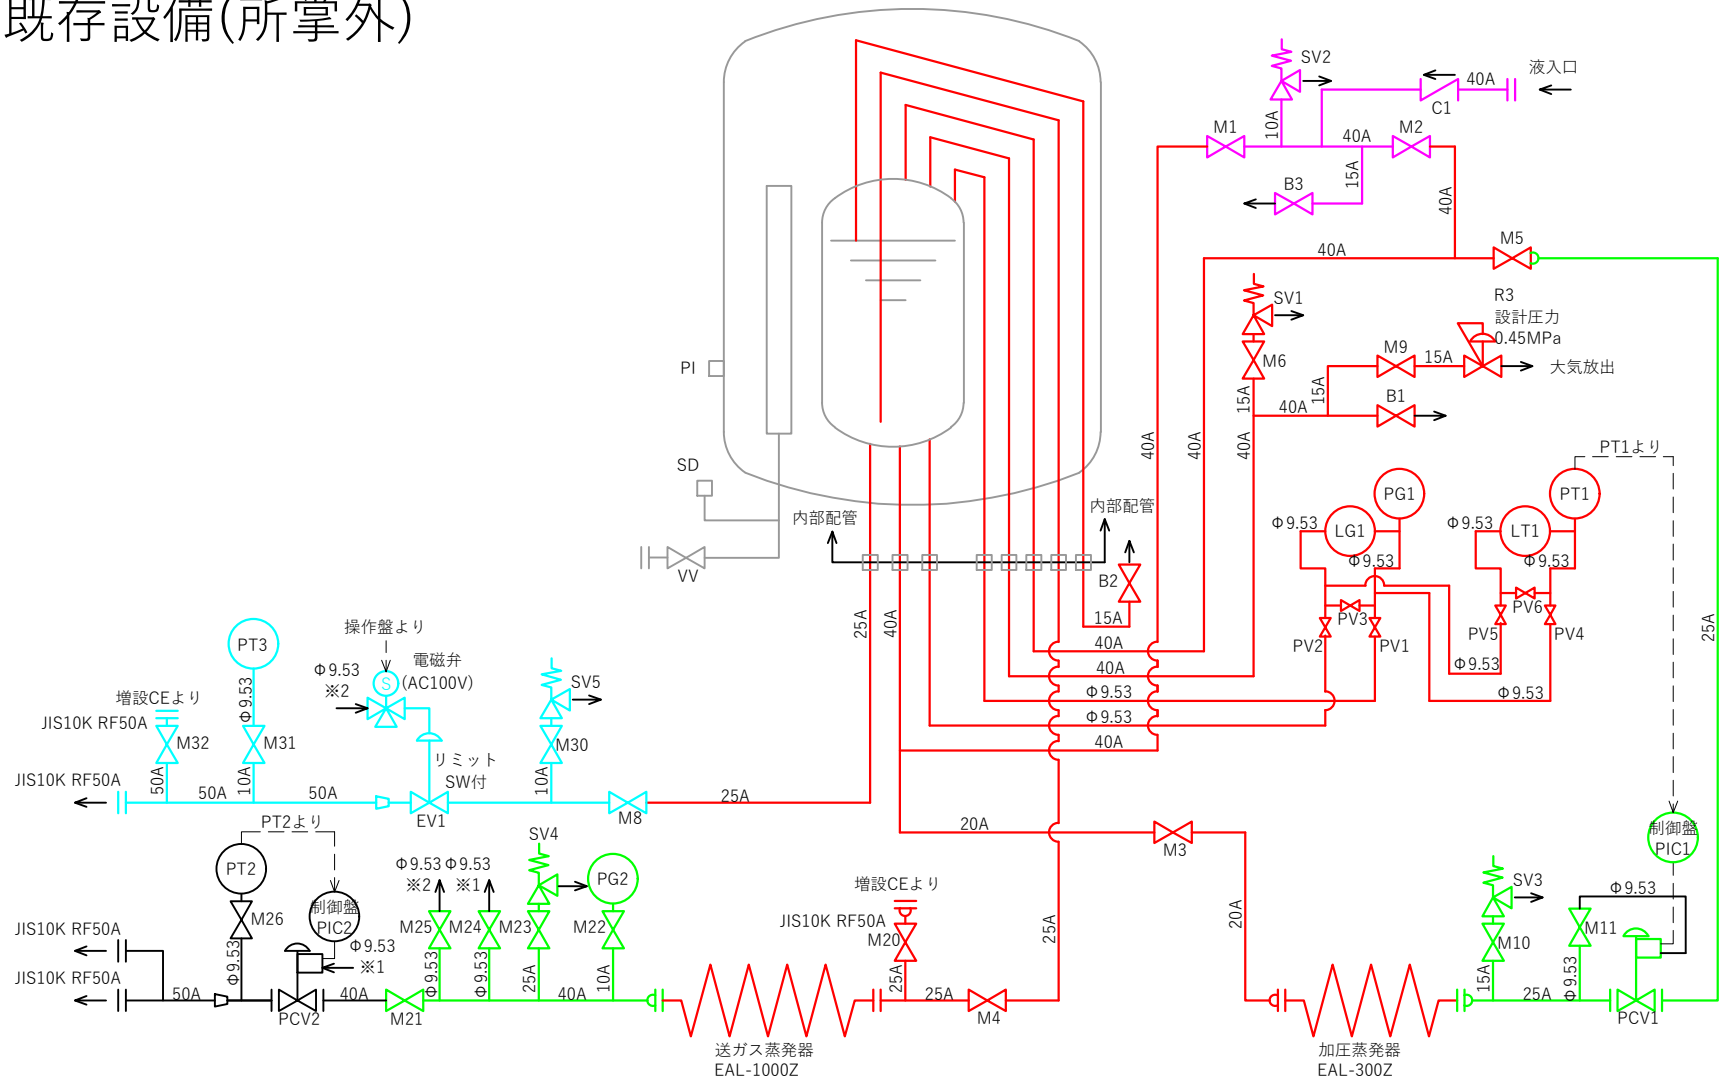 既存設備(所掌外)
SV2
40A
液入口
C1
10A
M1
40A
M2
15A
B3
40A
40A
M5
SV1
R3
設計圧力
0.45MPa
M6
M9
15A
大気放出
15A
15A
40A
B1
PI
40A
40A
40A
PT1より
SD
PG1
PT1
内部配管
内部配管
Φ9.53
LG1
Φ9.53
LT1
Φ9.53
Φ9.53
VV
B2
PV3
PV6
15A
PV2
PV1
PV5
PV4
25A
40A
25A
操作盤より
PT3
40A
電磁弁
(AC100V)
Φ9.53
※2
S
40A
Φ9.53
SV5
Φ9.53
Φ9.53
増設CEより
Φ9.53
JIS10K RF50A
Φ9.53
M32
M31
M30
40A
リミット
SW付
JIS10K RF50A
50A
10A
10A
50A
50A
25A
EV1
M8
PT2より
20A
M3
SV4
制御盤
PIC1
PT2
Φ9.53
※2
Φ9.53
※1
PG2
増設CEより
SV3
Φ9.53
制御盤
PIC2
M26
M25
M24
M23
M22
JIS10K RF50A
M20
25A
20A
M11
M10
JIS10K RF50A
Φ9.53
※1
Φ9.53
JIS10K RF50A
Φ9.53
Φ9.53
25A
10A
25A
15A
Φ9.53
50A
40A
40A
25A
25A
PCV2
M21
M4
PCV1
送ガス蒸発器
EAL-1000Z
加圧蒸発器
EAL-300Z